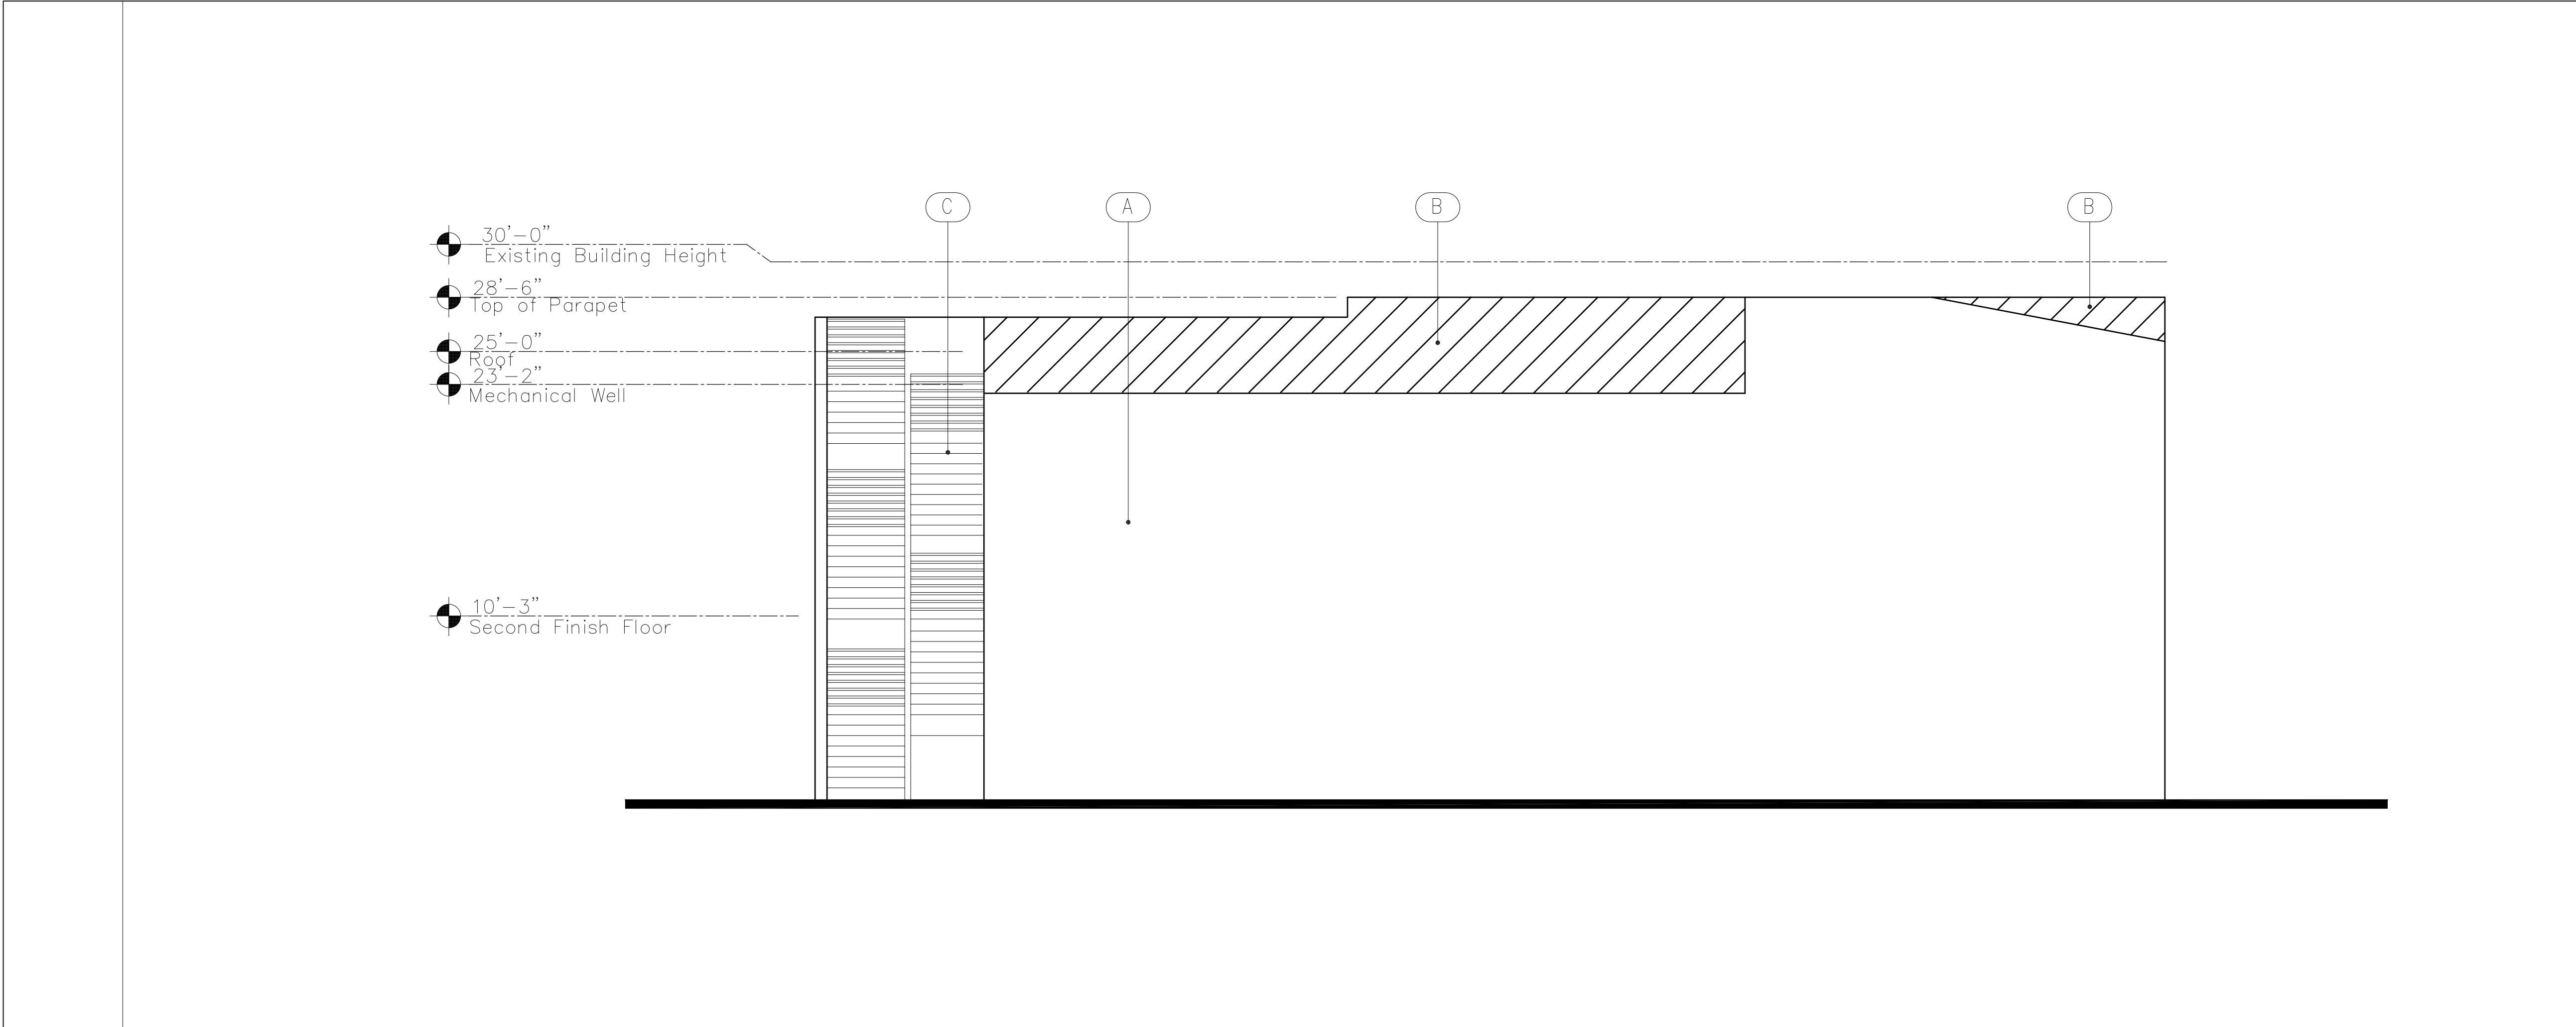 C
A
B
B
30'-0"
Existing Building Height
28'-6"
Top of Parapet
25'-0"
Roof
23'-2"
Mechanical Well
10'-3"
Second Finish Floor